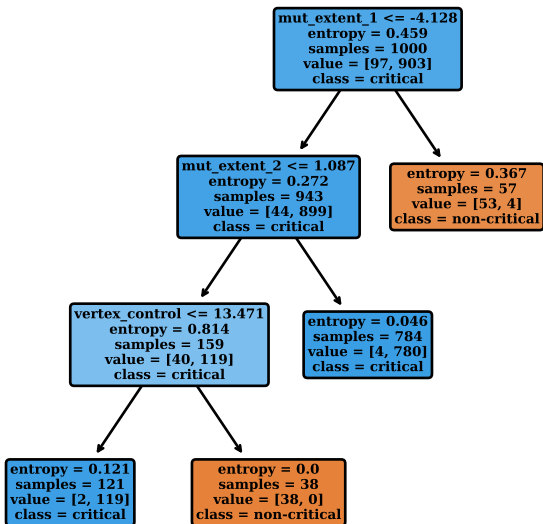 mut_extent_1 <= -4.128
entropy = 0.459
samples = 1000
value = [97, 903]
class = critical
mut_extent_2 <= 1.087
entropy = 0.272
samples = 943
value = [44, 899]
class = critical
entropy = 0.367
samples = 57
value = [53, 4]
class = non-critical
vertex_control <= 13.471
entropy = 0.814
samples = 159
value = [40, 119]
class = critical
entropy = 0.046
samples = 784
value = [4, 780]
class = critical
entropy = 0.121
samples = 121
value = [2, 119]
class = critical
entropy = 0.0
samples = 38
value = [38, 0]
class = non-critical